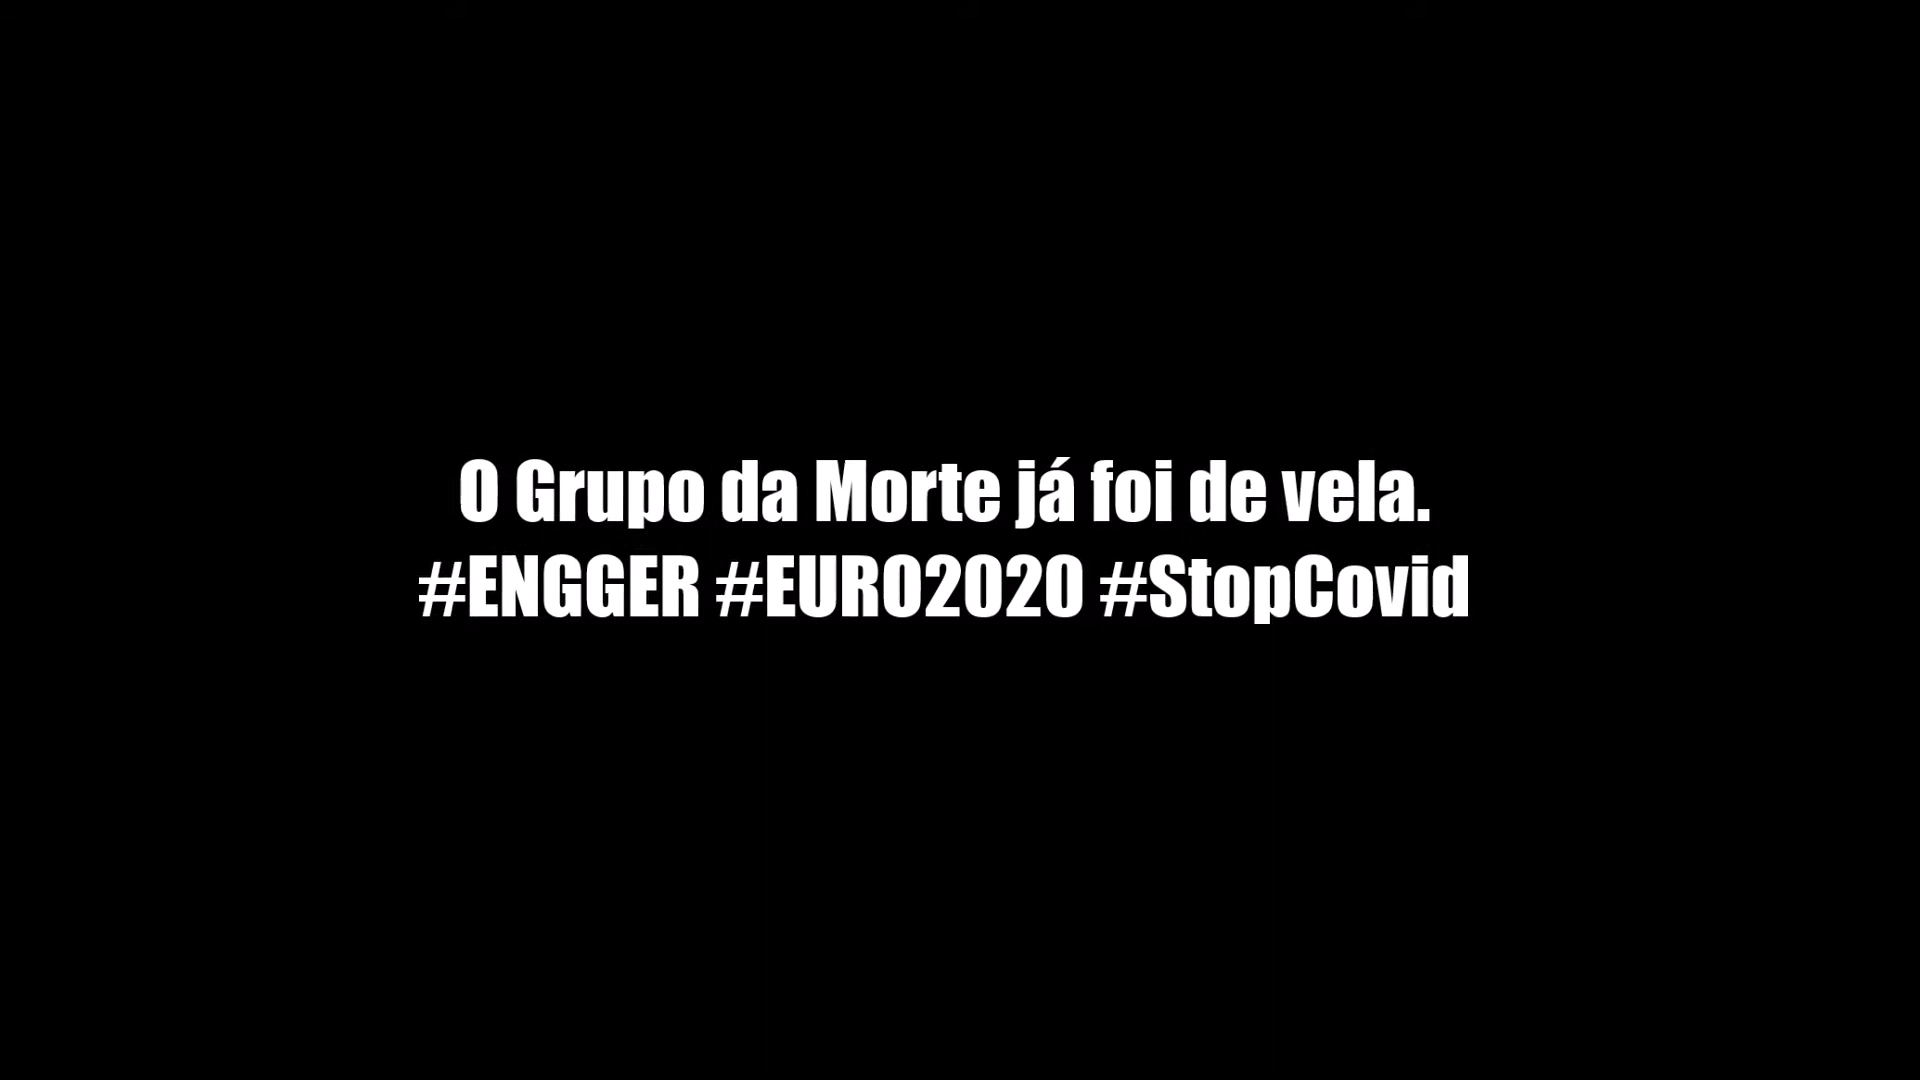 O Grupo da Morte já foi de vela.
#ENGGER #EURO2020 #StopCovid